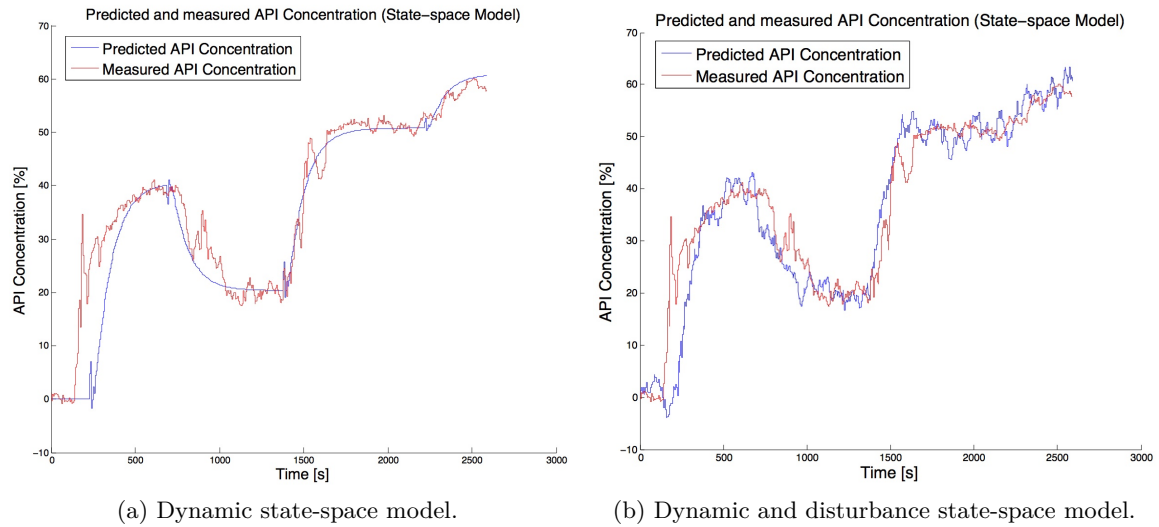 Predicted and measured API Concentration (State-space Model)
Predicted API Concentration
Measured API Concentration
API Concentration [%]
70
60
50
40
30
20
10
0
-10
0 500 1000 1500 2000 2500 3000
Time [s]
(a) Dynamic state-space model.
Predicted and measured API Concentration (State-space Model)
Predicted API Concentration
Measured API Concentration
API Concentration [%]
70
60
50
40
30
20
10
0
-10
0 500 1000 1500 2000 2500 3000
Time [s]
(b) Dynamic and disturbance state-space model.